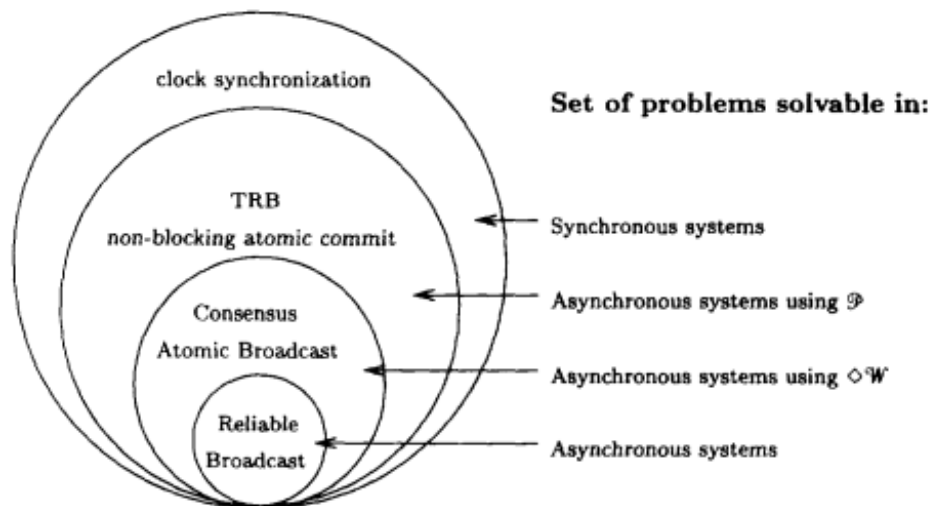 clock synchronization
Set of problems solvable in:
TRB
non-blocking atomic commit
Synchronous systems
Consensus
Atomic Broadcast
Asynchronous systems using 𝒫
Asynchronous systems using ◇𝒲
Reliable
Broadcast
Asynchronous systems